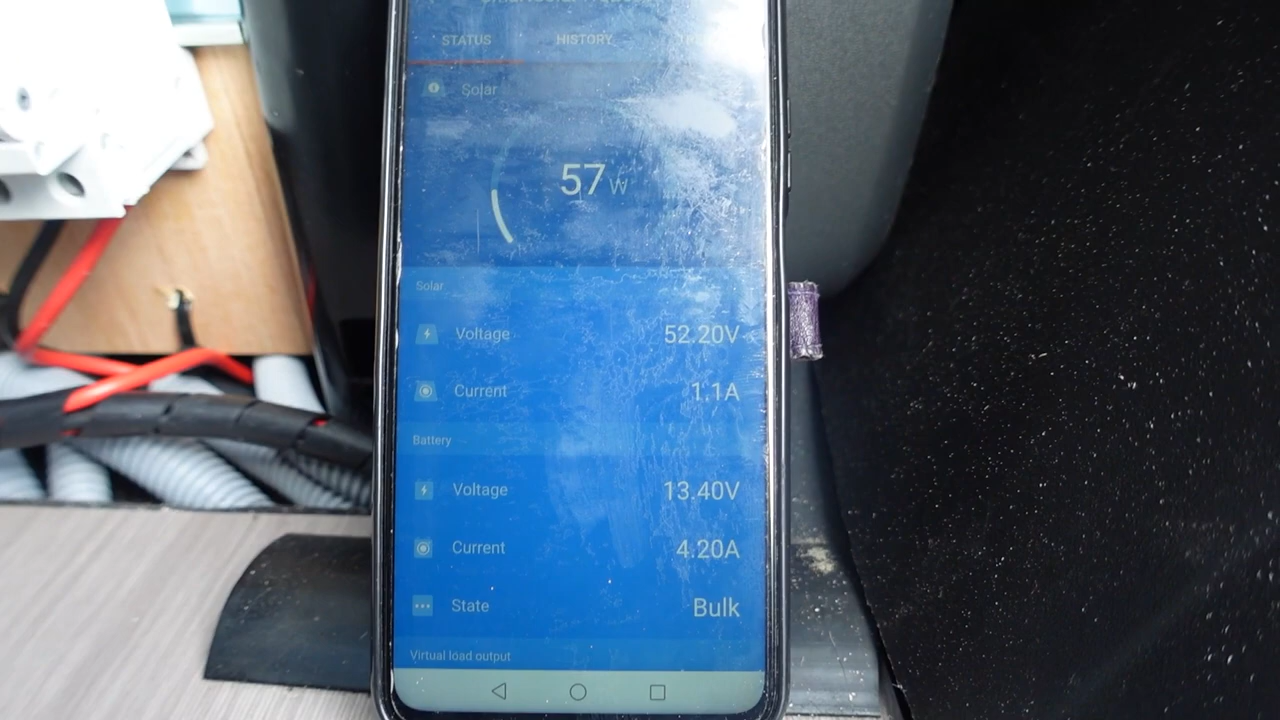 STATUS HISTORY
Solar
57W
Solar
Voltage 52.20V
Current 1.1A
Battery
Voltage 13.40V
Current 4.20A
State Bulk
Virtual load output